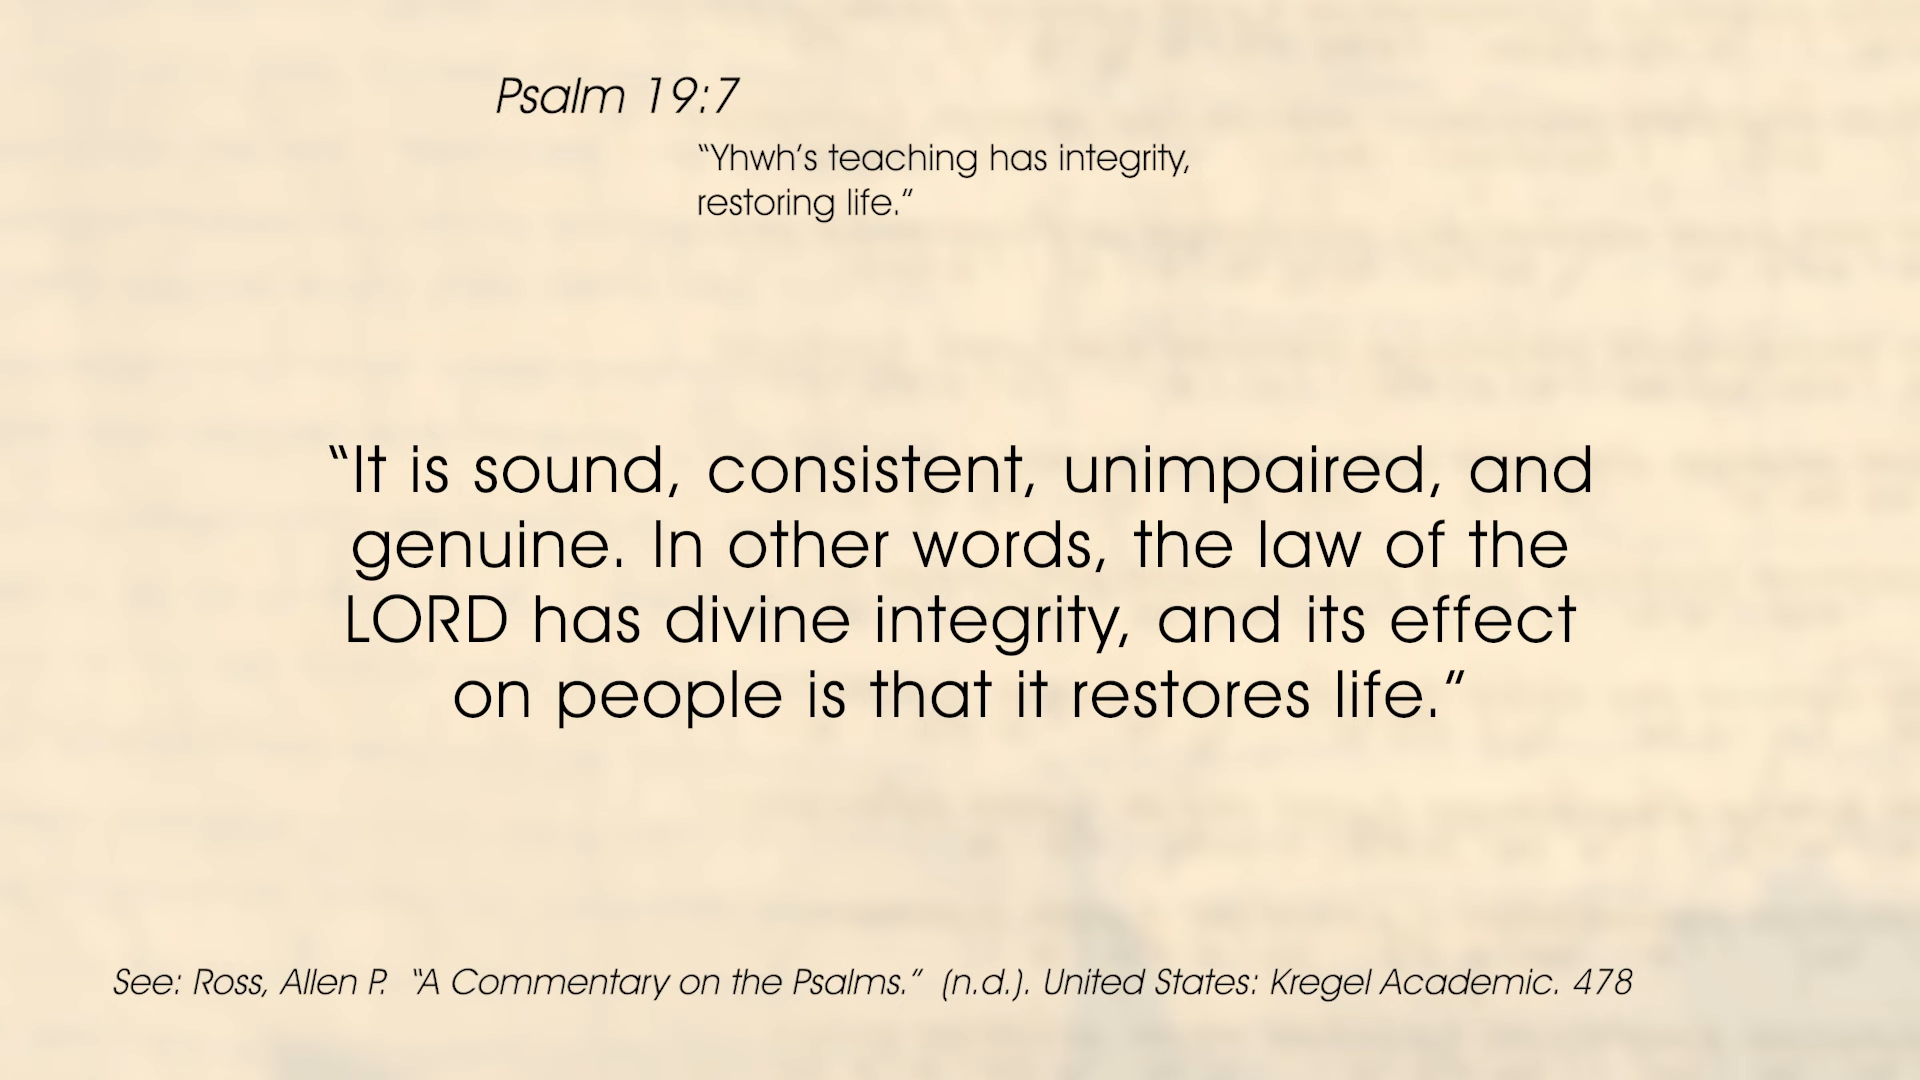 Psalm 19:7
“Yhwh’s teaching has integrity,
restoring life.”
“It is sound, consistent, unimpaired, and
genuine. In other words, the law of the
LORD has divine integrity, and its effect
on people is that it restores life.”
See: Ross, Allen P.  “A Commentary on the Psalms.”  (n.d.). United States: Kregel Academic. 478